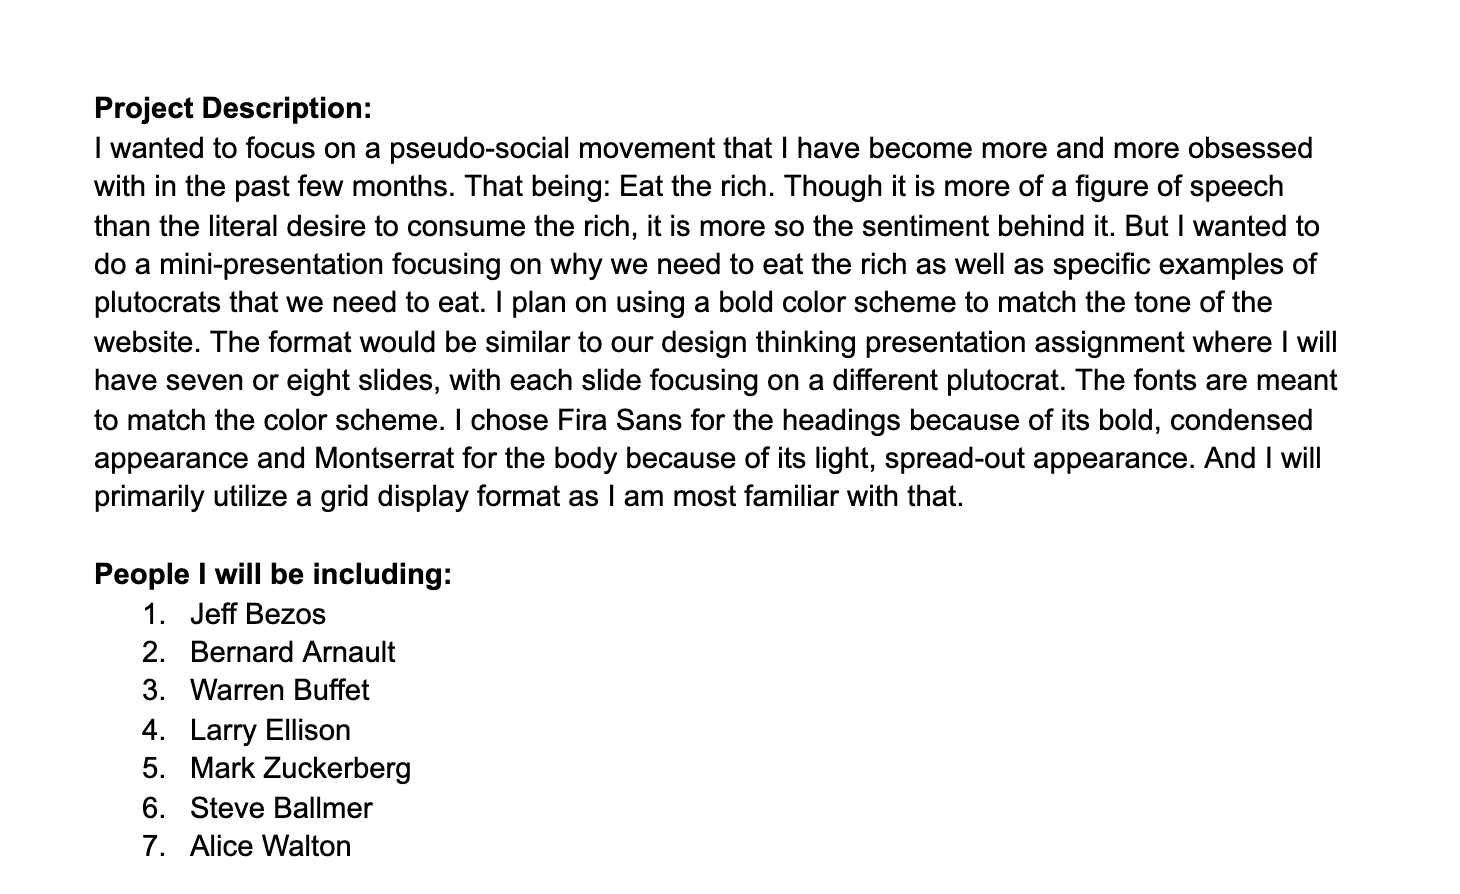 Project Description:
I wanted to focus on a pseudo-social movement that I have become more and more obsessed
with in the past few months. That being: Eat the rich. Though it is more of a figure of speech
than the literal desire to consume the rich, it is more so the sentiment behind it. But I wanted to
do a mini-presentation focusing on why we need to eat the rich as well as specific examples of
plutocrats that we need to eat. I plan on using a bold color scheme to match the tone of the
website. The format would be similar to our design thinking presentation assignment where I will
have seven or eight slides, with each slide focusing on a different plutocrat. The fonts are meant
to match the color scheme. I chose Fira Sans for the headings because of its bold, condensed
appearance and Montserrat for the body because of its light, spread-out appearance. And I will
primarily utilize a grid display format as I am most familiar with that.
People I will be including:
1. Jeff Bezos
2. Bernard Arnault
3. Warren Buffet
4. Larry Ellison
5. Mark Zuckerberg
6. Steve Ballmer
7. Alice Walton